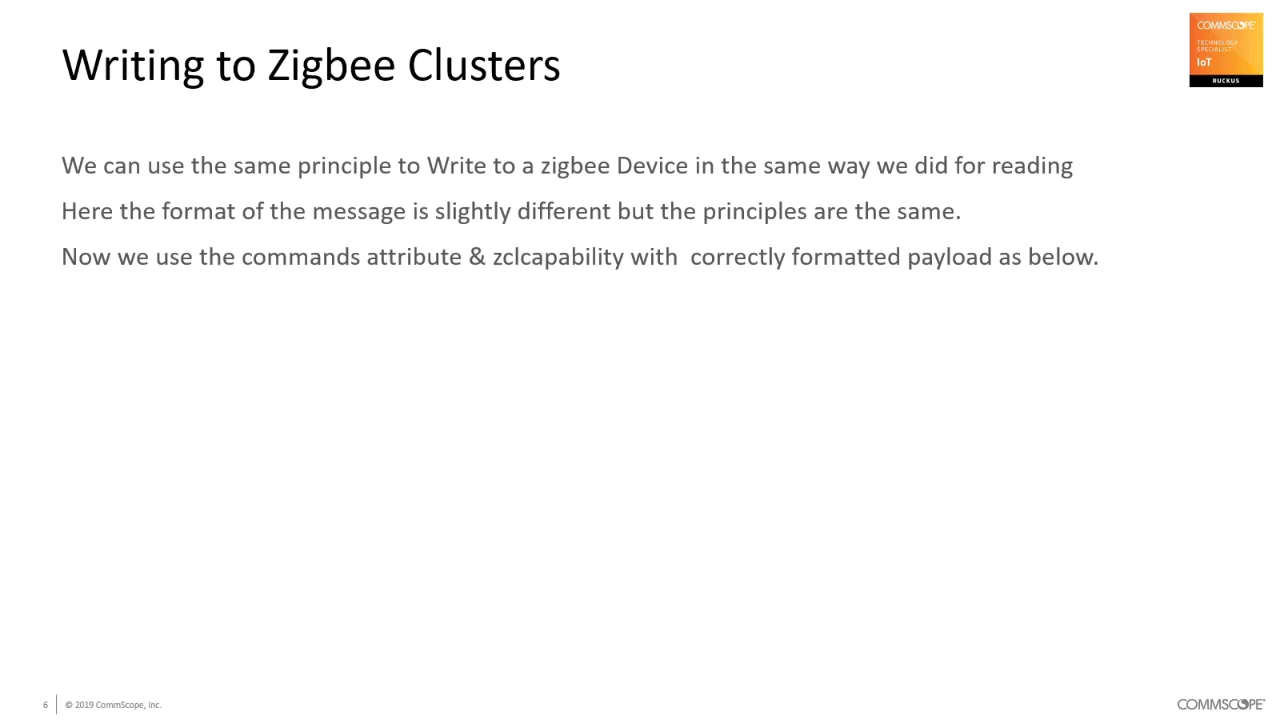 Writing to Zigbee Clusters
COMMSCOPE
TECHNOLOGY
SPECIALIST
IoT
RUCKUS
We can use the same principle to Write to a zigbee Device in the same way we did for reading
Here the format of the message is slightly different but the principles are the same.
Now we use the commands attribute & zclcapability with  correctly formatted payload as below.
6
© 2019 CommScope, Inc.
COMMSCOPE®